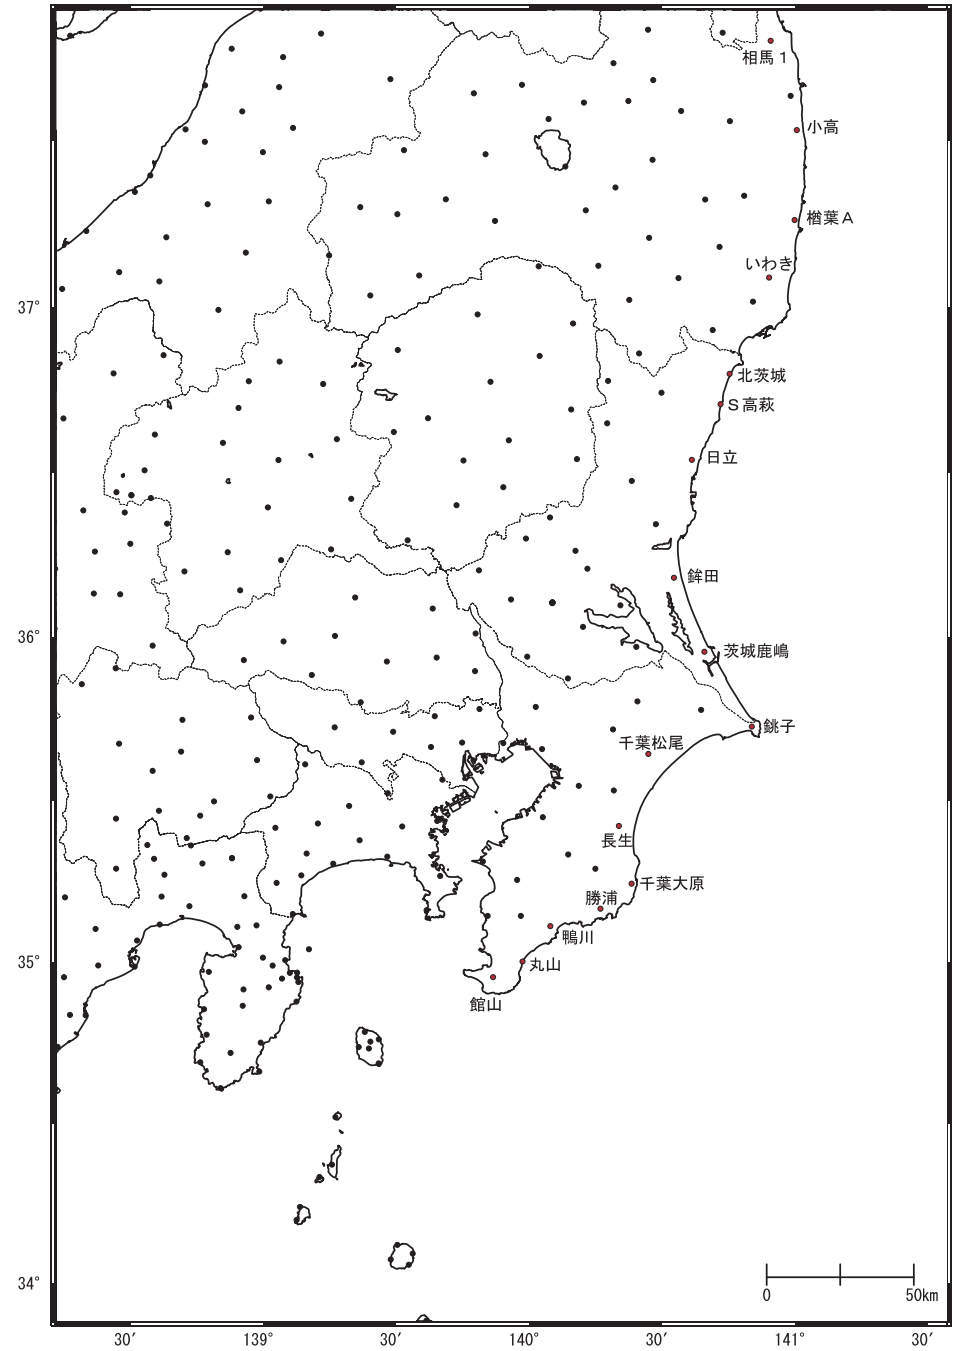 相馬１
小高
楢葉Ａ
いわき
37°
北茨城
Ｓ高萩
日立
鉾田
36°
茨城鹿嶋
銚子
千葉松尾
長生
千葉大原
勝浦
鴨川
35°
丸山
館山
34°
0 50km
30′ 139° 30′ 140° 30′ 141° 30′